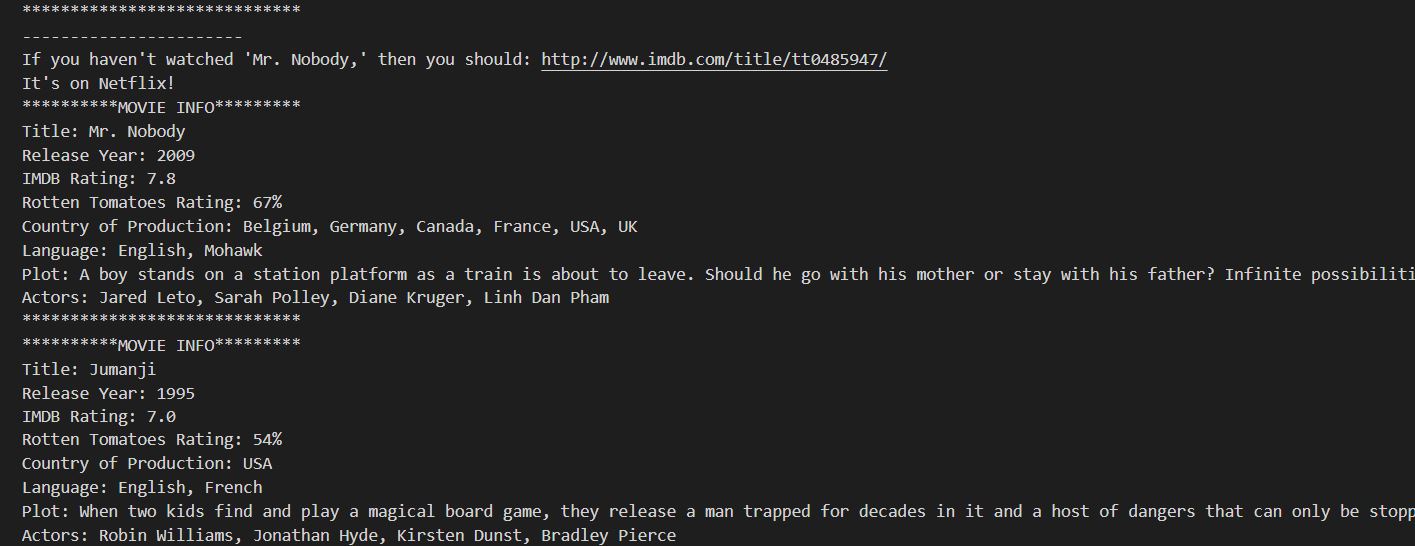 *****************************
-----------------------
If you haven't watched 'Mr. Nobody,' then you should: http://www.imdb.com/title/tt0485947/
It's on Netflix!
**********MOVIE INFO*********
Title: Mr. Nobody
Release Year: 2009
IMDB Rating: 7.8
Rotten Tomatoes Rating: 67%
Country of Production: Belgium, Germany, Canada, France, USA, UK
Language: English, Mohawk
Plot: A boy stands on a station platform as a train is about to leave. Should he go with his mother or stay with his father? Infinite possibiliti
Actors: Jared Leto, Sarah Polley, Diane Kruger, Linh Dan Pham
*****************************
**********MOVIE INFO*********
Title: Jumanji
Release Year: 1995
IMDB Rating: 7.0
Rotten Tomatoes Rating: 54%
Country of Production: USA
Language: English, French
Plot: When two kids find and play a magical board game, they release a man trapped for decades in it and a host of dangers that can only be stopp
Actors: Robin Williams, Jonathan Hyde, Kirsten Dunst, Bradley Pierce